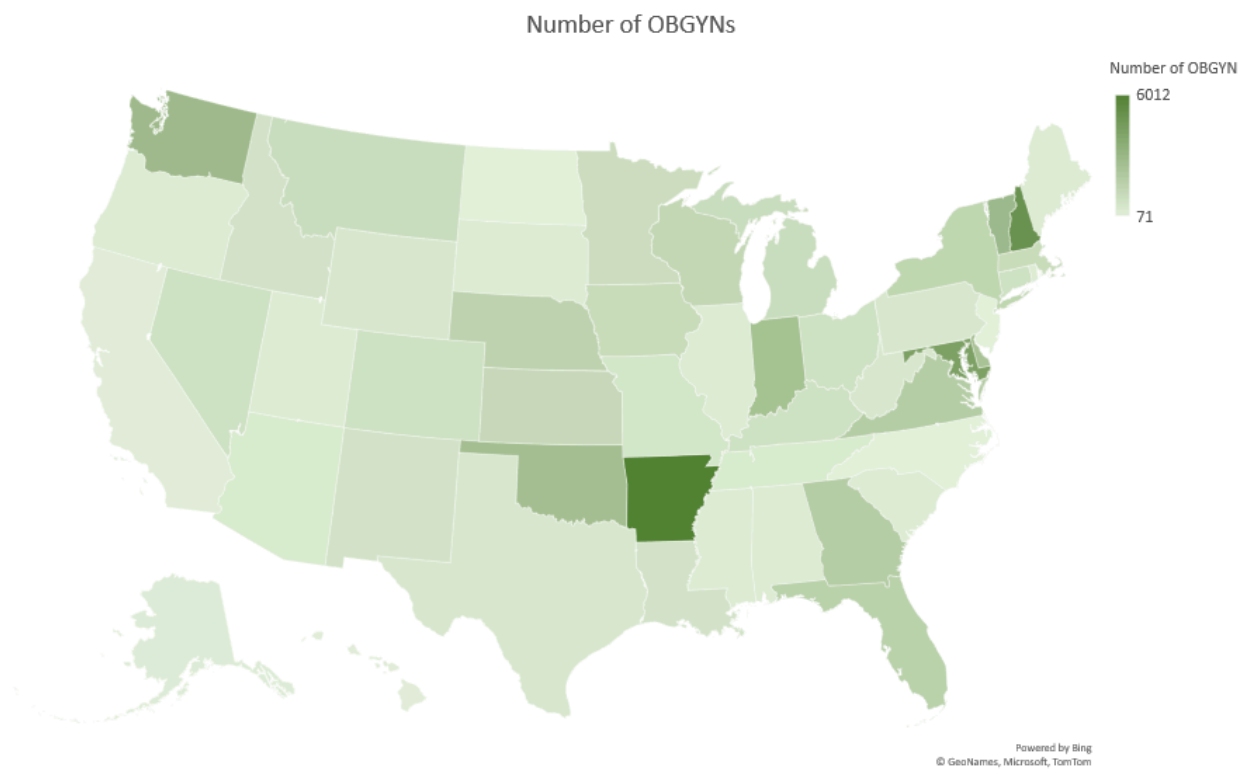 Number of OBGYNs
Number of OBGYN
6012
71
Powered by Bing
© GeoNames, Microsoft, TomTom